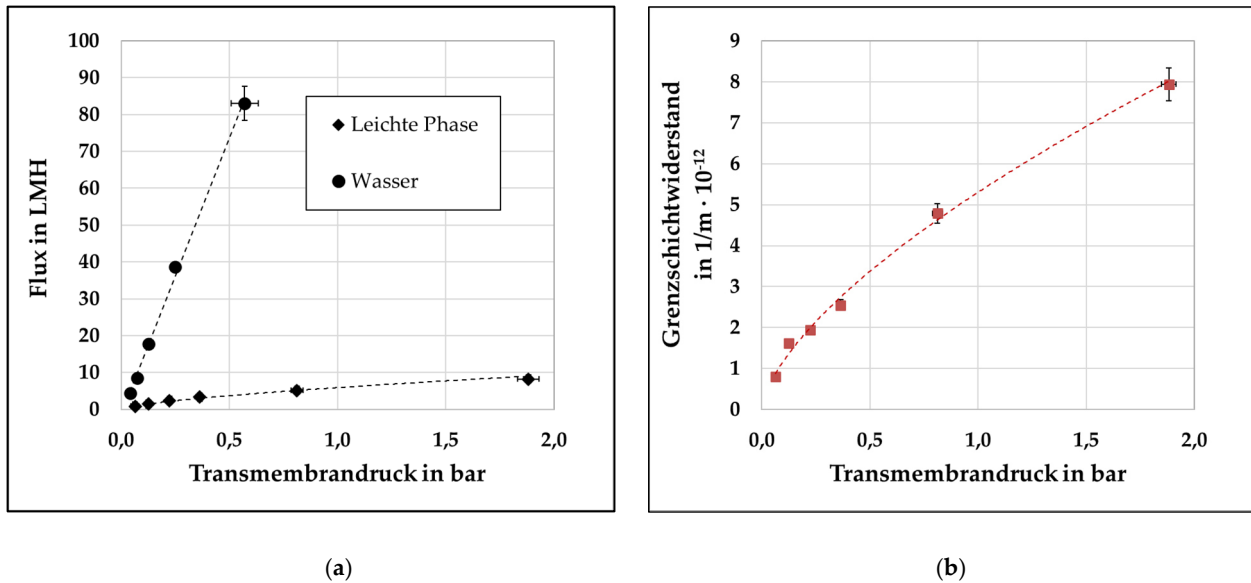 Flux in LMH
100
90
80
70
60
50
40
30
20
10
0
Leichte Phase
Wasser
0,0 0,5 1,0 1,5 2,0
Transmembrandruck in bar
(a)
Grenzschichtwiderstand
in 1/m · 10⁻¹²
9
8
7
6
5
4
3
2
1
0
0,0 0,5 1,0 1,5 2,0
Transmembrandruck in bar
(b)